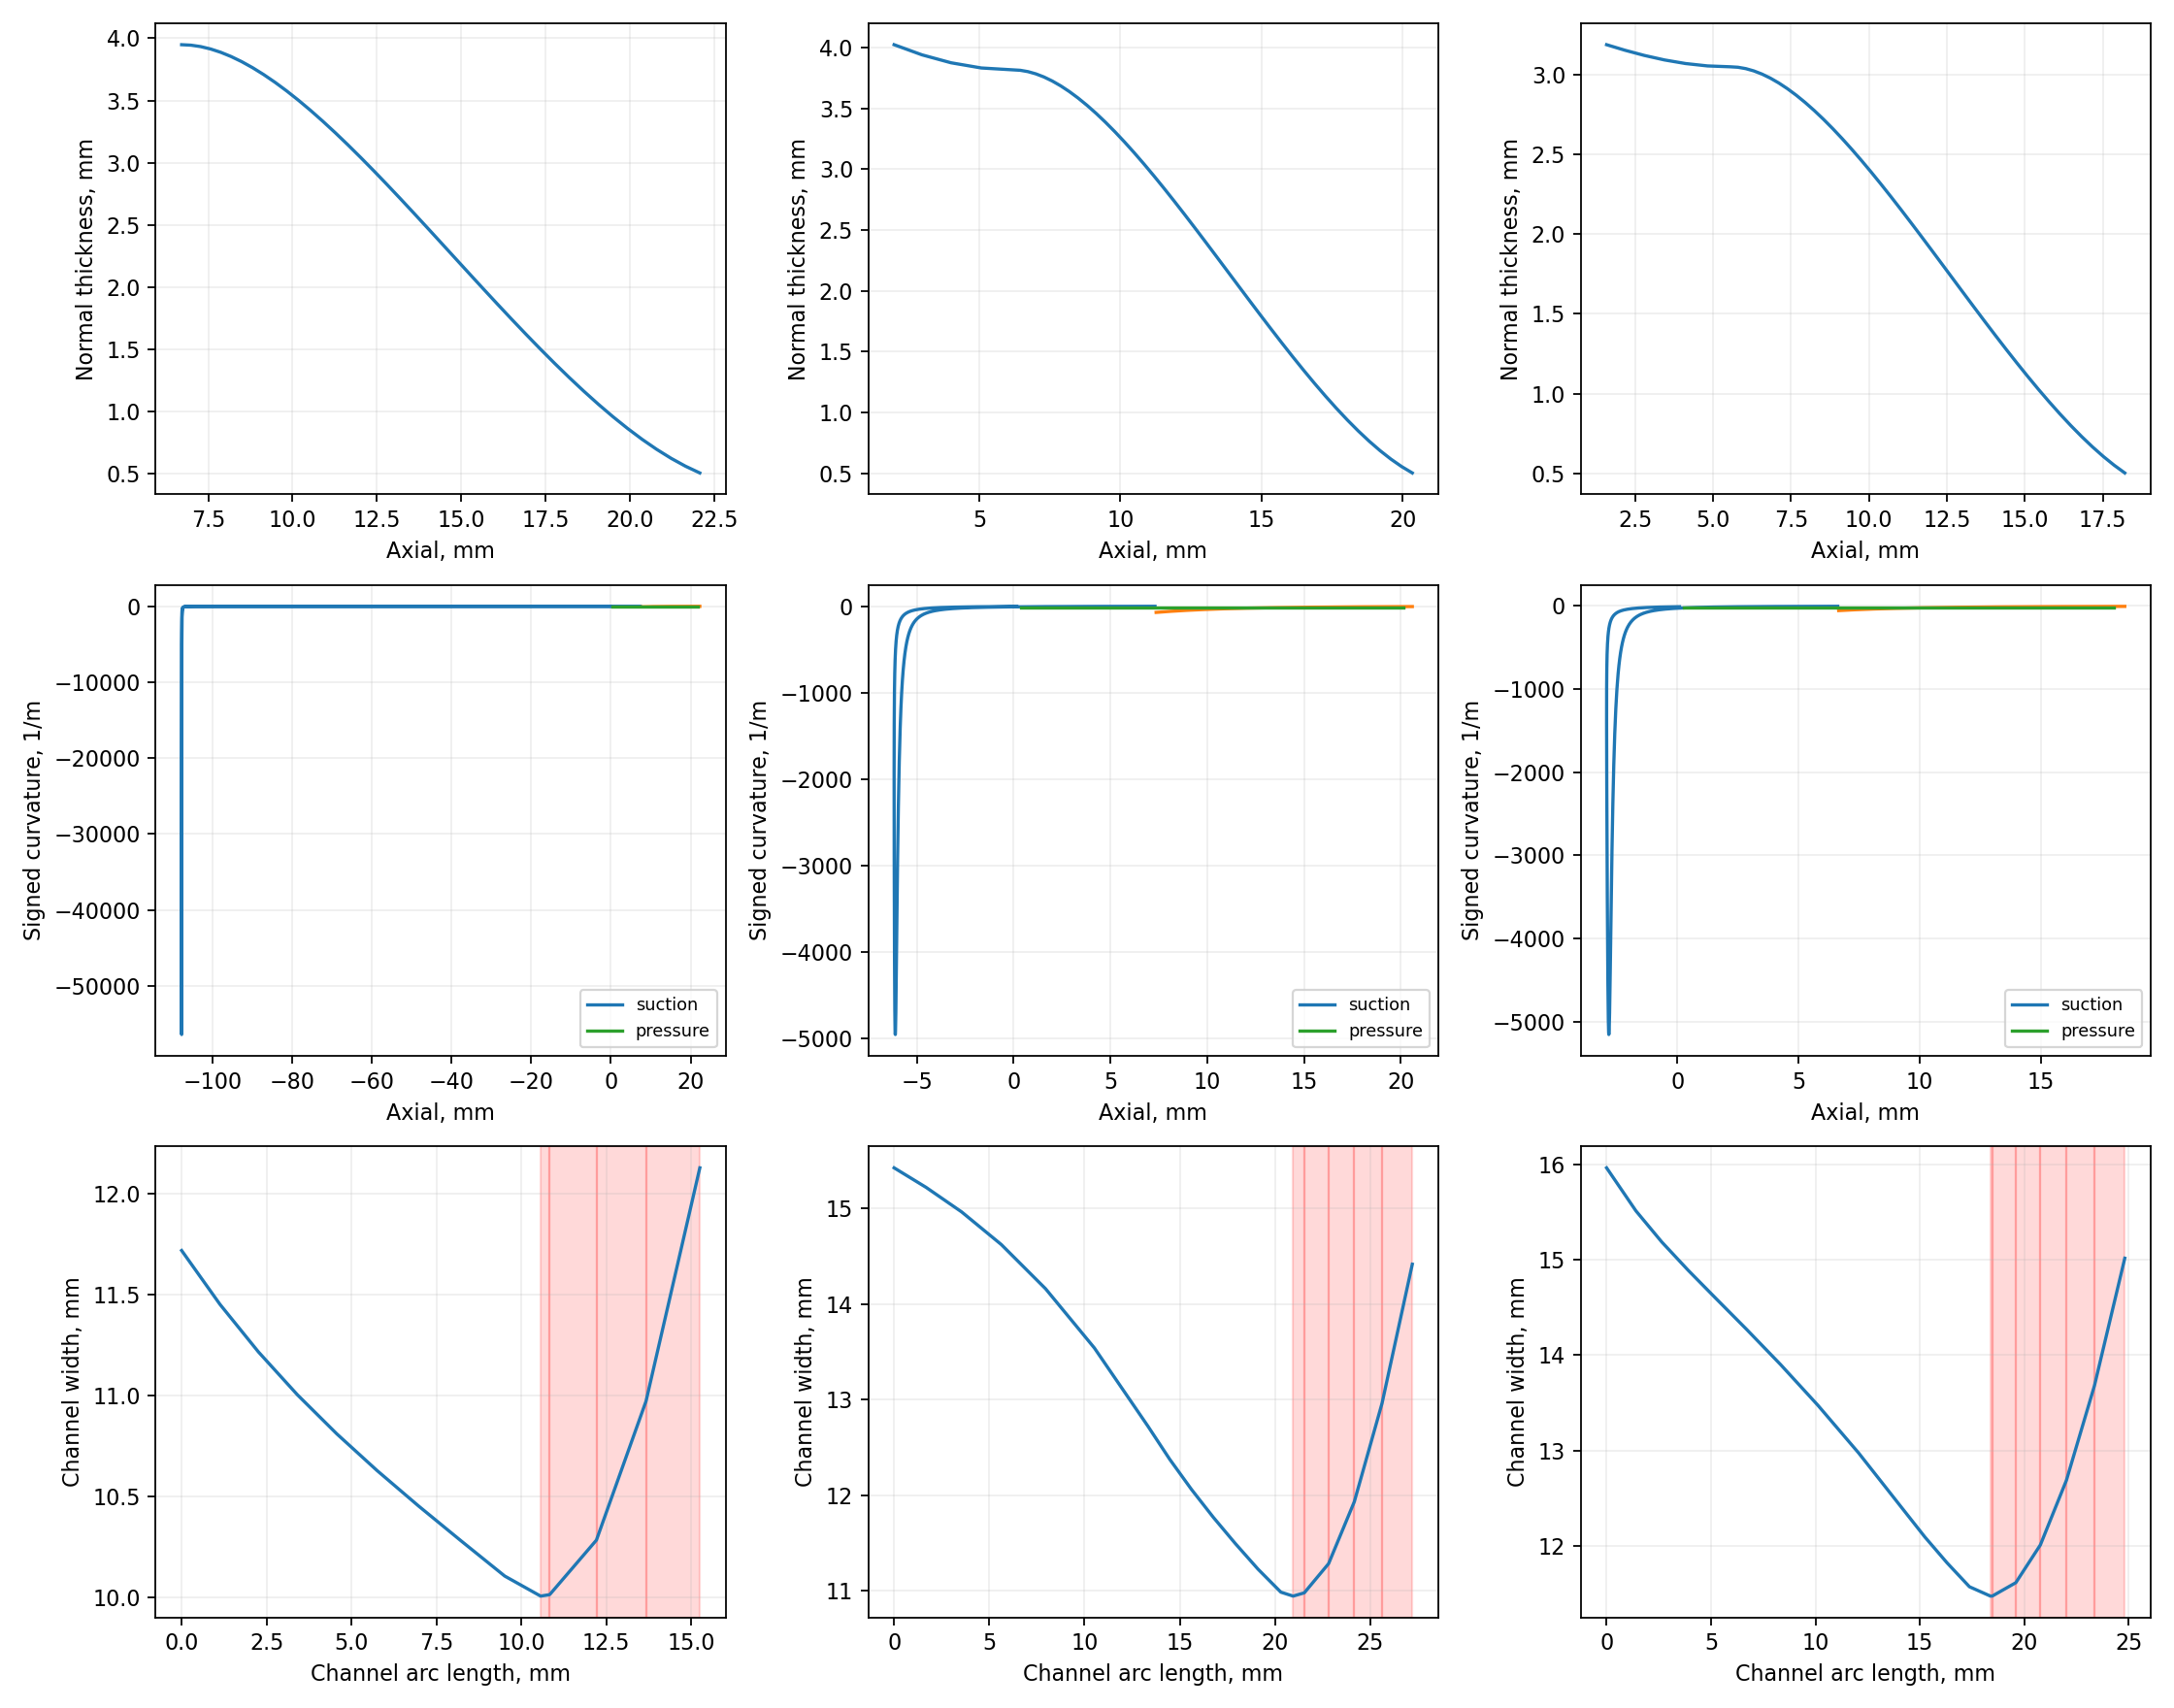 4.0
3.5
3.0
2.5
2.0
1.5
1.0
0.5
Normal thickness, mm
7.5 10.0 12.5 15.0 17.5 20.0 22.5
Axial, mm
4.0
3.5
3.0
2.5
2.0
1.5
1.0
0.5
Normal thickness, mm
5 10 15 20
Axial, mm
3.0
2.5
2.0
1.5
1.0
0.5
Normal thickness, mm
2.5 5.0 7.5 10.0 12.5 15.0 17.5
Axial, mm
0
−10000
−20000
−30000
−40000
−50000
Signed curvature, 1/m
suction
pressure
−100 −80 −60 −40 −20 0 20
Axial, mm
0
−1000
−2000
−3000
−4000
−5000
Signed curvature, 1/m
suction
pressure
−5 0 5 10 15 20
Axial, mm
0
−1000
−2000
−3000
−4000
−5000
Signed curvature, 1/m
suction
pressure
0 5 10 15
Axial, mm
12.0
11.5
11.0
10.5
10.0
Channel width, mm
0.0 2.5 5.0 7.5 10.0 12.5 15.0
Channel arc length, mm
15
14
13
12
11
Channel width, mm
0 5 10 15 20 25
Channel arc length, mm
16
15
14
13
12
Channel width, mm
0 5 10 15 20 25
Channel arc length, mm